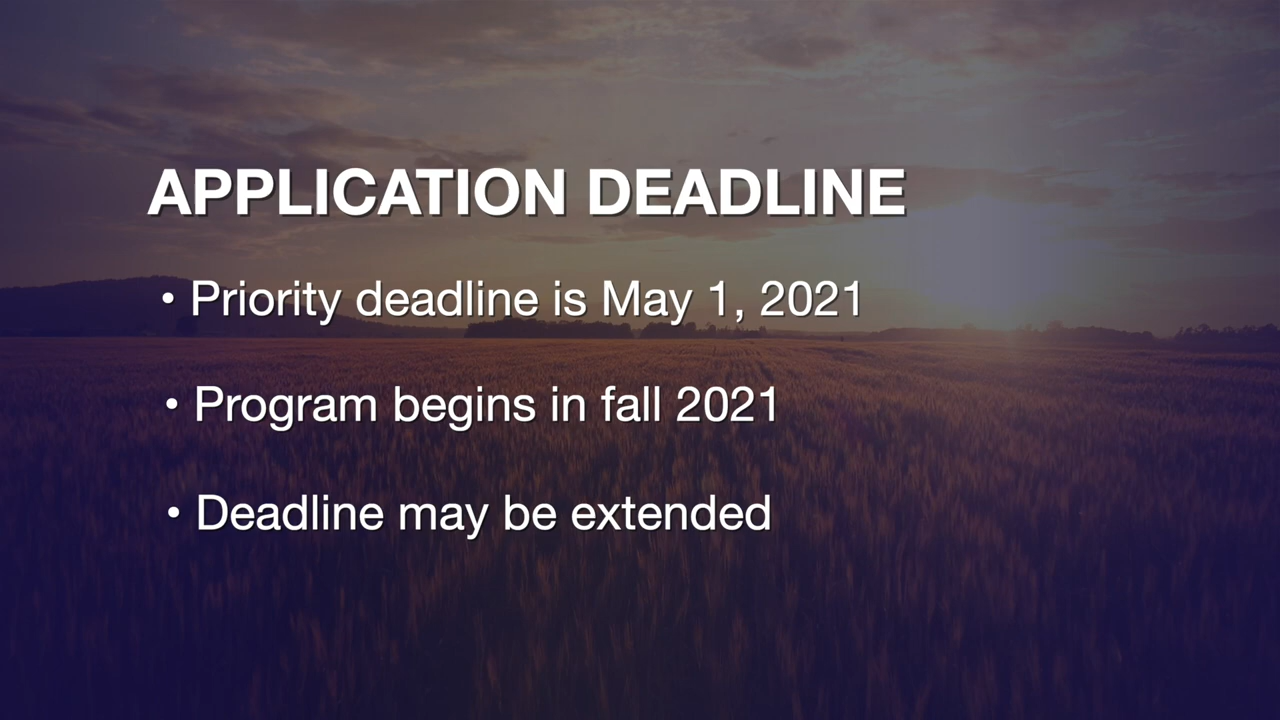 APPLICATION DEADLINE
• Priority deadline is May 1, 2021
• Program begins in fall 2021
• Deadline may be extended